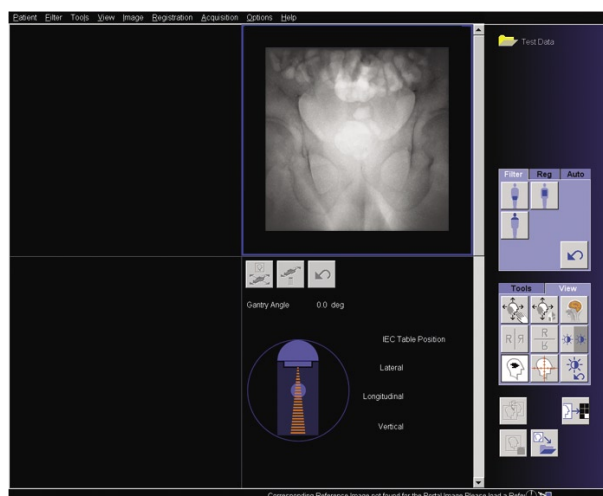 Patient Filter Tools View Image Registration Acquisition Options Help
Test Data
Filter Reg Auto
Gantry Angle 0.0 deg
Tools View
IEC Table Position
R R
R
R
Lateral
Longitudinal
Vertical
Corresponding Reference Image not found for the Portal Image Please load a Refer